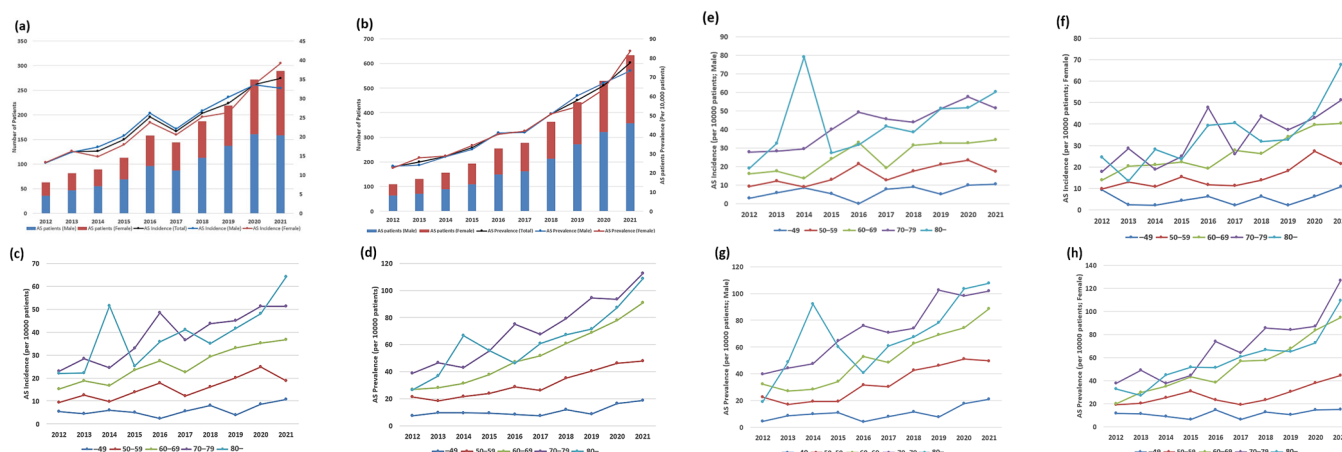 (a)
Number of Patients
350
300
250
200
150
100
50
0
45
40
35
30
25
20
15
10
5
0
2012 2013 2014 2015 2016 2017 2018 2019 2020 2021
AS patients (Male) AS patients (Female) AS Incidence (Total) AS Incidence (Male) AS Incidence (Female)
(b)
Number of Patients
700
600
500
400
300
200
100
0
90
80
70
60
50
40
30
20
10
0
AS patients Prevalence (Per 10,000 patients)
2012 2013 2014 2015 2016 2017 2018 2019 2020 2021
AS patients (Male) AS patients (Female) AS Prevalence (Total) AS Prevalence (Male) AS Prevalence (Female)
(e)
AS Incidence (per 10000 patients; Male)
90
80
70
60
50
40
30
20
10
0
2012 2013 2014 2015 2016 2017 2018 2019 2020 2021
–49 50–59 60–69 70–79 80–
(f)
AS Incidence (per 10000 patients; Female)
80
70
60
50
40
30
20
10
0
2012 2013 2014 2015 2016 2017 2018 2019 2020 2021
–49 50–59 60–69 70–79 80–
(c)
AS Incidence (per 10000 patients)
70
60
50
40
30
20
10
0
2012 2013 2014 2015 2016 2017 2018 2019 2020 2021
–49 50–59 60–69 70–79 80–
(d)
AS Prevalence (per 10000 patients)
120
100
80
60
40
20
0
2012 2013 2014 2015 2016 2017 2018 2019 2020 2021
–49 50–59 60–69 70–79 80–
(g)
AS Prevalence (per 10000 patients; Male)
120
100
80
60
40
20
0
2012 2013 2014 2015 2016 2017 2018 2019 2020 2021
(h)
AS Prevalence (per 10000 patients; Female)
140
120
100
80
60
40
20
0
2012 2013 2014 2015 2016 2017 2018 2019 2020 2021